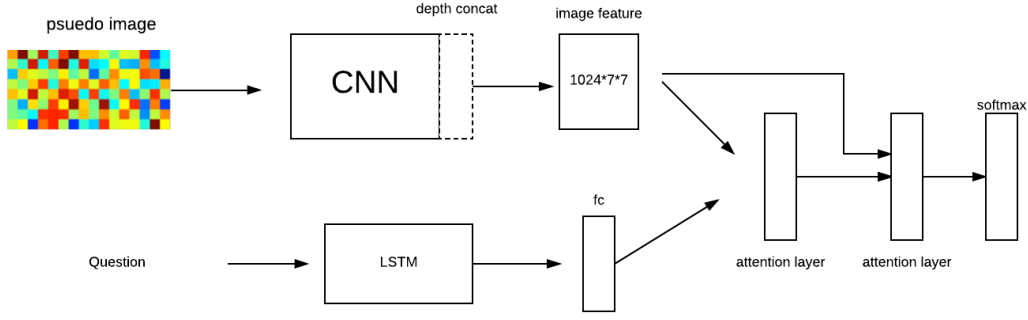 depth concat
psuedo image
image feature
CNN
1024*7*7
softmax
fc
Question
LSTM
attention layer
attention layer